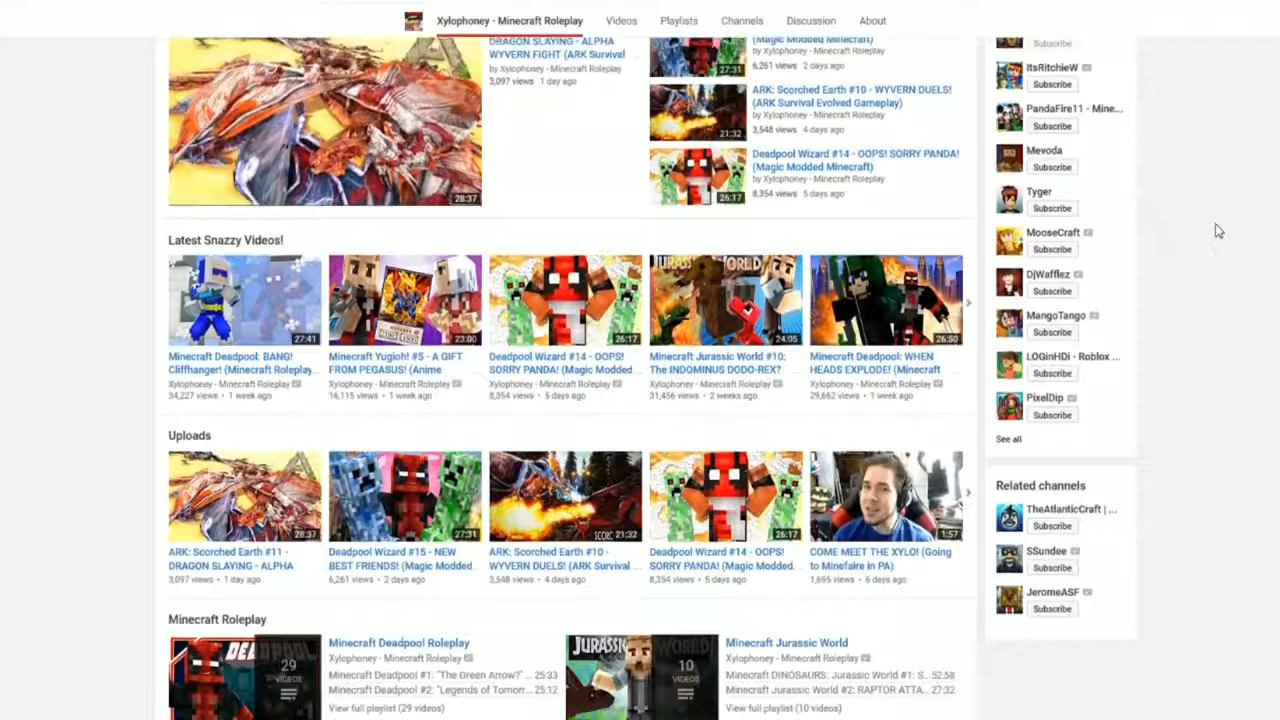 Xylophoney - Minecraft Roleplay Videos Playlists Channels Discussion About
DRAGON SLAYING - ALPHA
WYVERN FIGHT (ARK Survival
by Xylophoney - Minecraft Roleplay
3,097 views 1 day ago
28:37
(Magic Modded Minecraft)
by Xylophoney - Minecraft Roleplay
6,261 views 2 days ago
27:31
ARK: Scorched Earth #10 - WYVERN DUELS!
(ARK Survival Evolved Gameplay)
by Xylophoney - Minecraft Roleplay
3,548 views 4 days ago
21:32
Deadpool Wizard #14 - OOPS! SORRY PANDA!
(Magic Modded Minecraft)
by Xylophoney - Minecraft Roleplay
8,354 views 5 days ago
26:17
Latest Snazzy Videos!
27:41
Minecraft Deadpool: BANG!
Cliffhanger! (Minecraft Roleplay...
Xylophoney - Minecraft Roleplay
34,227 views • 1 week ago
23:00
Minecraft Yugioh! #5 - A GIFT
FROM PEGASUS! (Anime
Xylophoney - Minecraft Roleplay
16,115 views • 1 week ago
26:17
Deadpool Wizard #14 - OOPS!
SORRY PANDA! (Magic Modded...
Xylophoney - Minecraft Roleplay
8,354 views • 5 days ago
JURASSIC WORLD
24:05
Minecraft Jurassic World #10:
The INDOMINUS DODO-REX?
Xylophoney - Minecraft Roleplay
31,456 views • 2 weeks ago
26:50
Minecraft Deadpool: WHEN
HEADS EXPLODE! (Minecraft
Xylophoney - Minecraft Roleplay
29,662 views • 1 week ago
Uploads
28:37
ARK: Scorched Earth #11 -
DRAGON SLAYING - ALPHA
3,097 views • 1 day ago
27:31
Deadpool Wizard #15 - NEW
BEST FRIENDS! (Magic Modded...
6,261 views • 2 days ago
21:32
ARK: Scorched Earth #10 -
WYVERN DUELS! (ARK Survival ...
3,548 views • 4 days ago
26:17
Deadpool Wizard #14 - OOPS!
SORRY PANDA! (Magic Modded...
8,354 views • 5 days ago
1:57
COME MEET THE XYLO! (Going
to Minefaire in PA)
1,695 views • 6 days ago
Minecraft Roleplay
DEADPOOL
29
VIDEOS
Minecraft Deadpool Roleplay
Xylophoney - Minecraft Roleplay
Minecraft Deadpool #1: "The Green Arrow?" ... 25:33
Minecraft Deadpool #2: "Legends of Tomorr... 25:12
View full playlist (29 videos)
JURASSIC WORLD
10
VIDEOS
Minecraft Jurassic World
Xylophoney - Minecraft Roleplay
Minecraft DINOSAURS: Jurassic World #1: S... 52:58
Minecraft Jurassic World #2: RAPTOR ATTA... 27:32
View full playlist (10 videos)
Subscribe
ItsRitchieW
Subscribe
PandaFire11 - Mine...
Subscribe
Mevoda
Subscribe
Tyger
Subscribe
MooseCraft
Subscribe
DjWafflez
Subscribe
MangoTango
Subscribe
LOGinHDi - Roblox ...
Subscribe
PixelDip
Subscribe
See all
Related channels
TheAtlanticCraft | ...
Subscribe
SSundee
Subscribe
JeromeASF
Subscribe